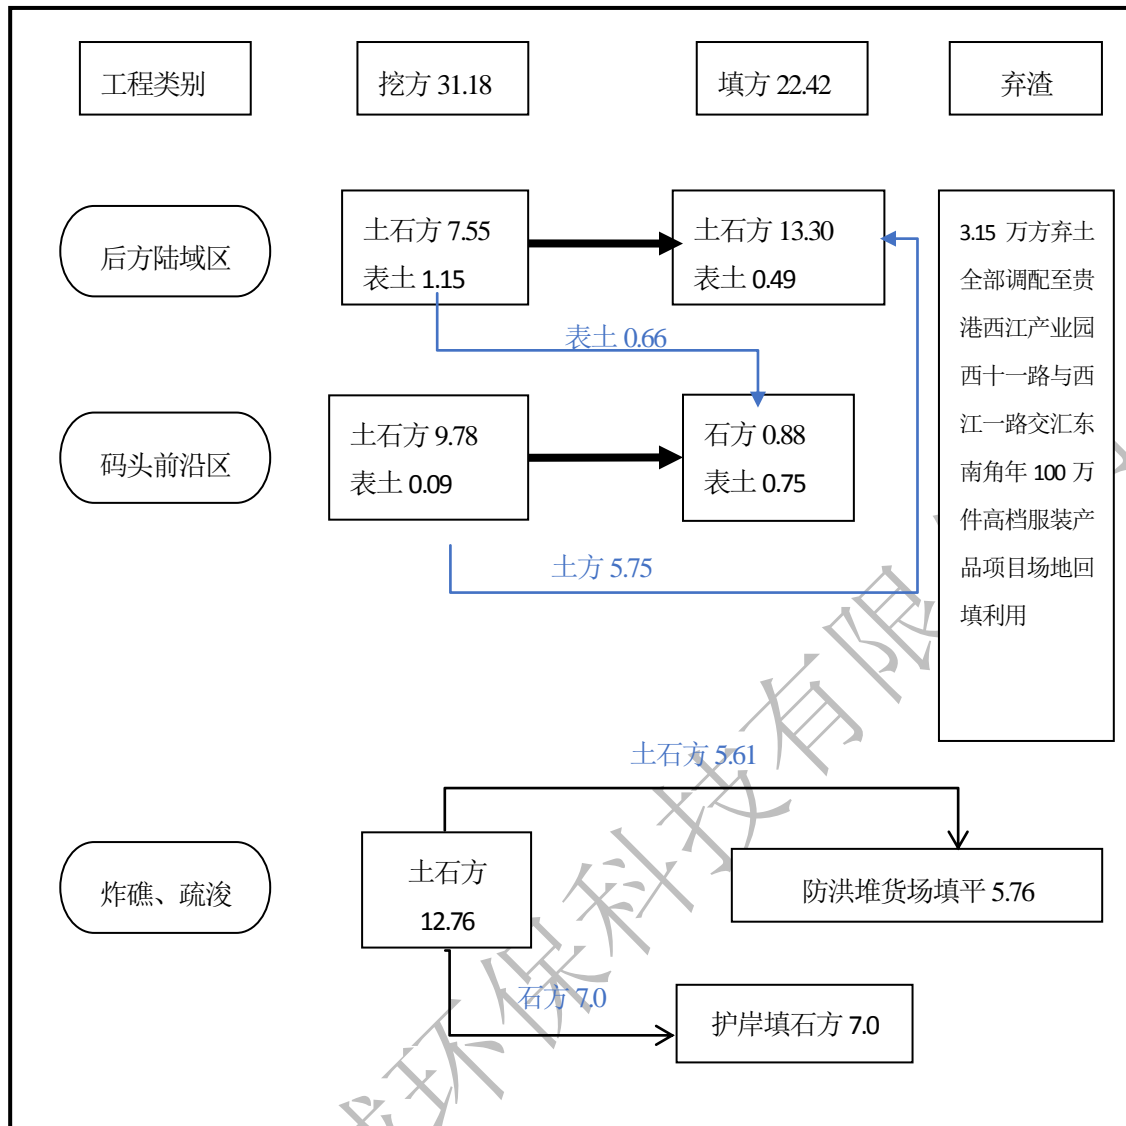 工程类别
挖方 31.18
填方 22.42
弃渣
后方陆域区
土石方 7.55
表土 1.15
土石方 13.30
表土 0.49
3.15 万方弃土
全部调配至贵
港西江产业园
西十一路与西
江一路交汇东
南角年 100 万
件高档服装产
品项目场地回
填利用
表土 0.66
码头前沿区
土石方 9.78
表土 0.09
石方 0.88
表土 0.75
土方 5.75
土石方 5.61
炸礁、疏浚
土石方
12.76
防洪堆货场填平 5.76
石方 7.0
护岸填石方 7.0
环保科技有限